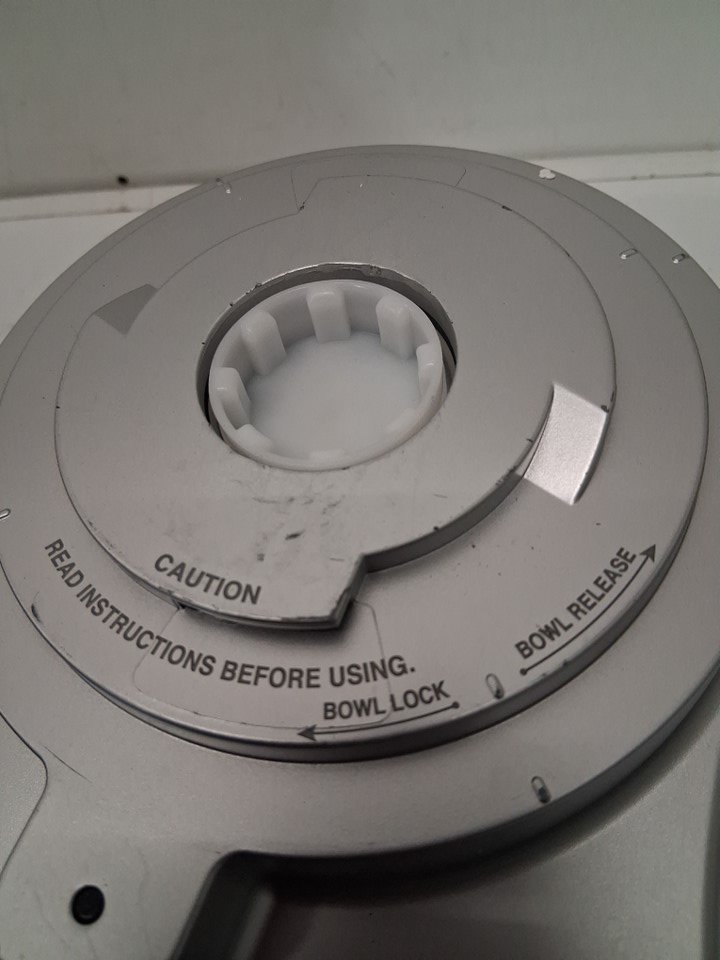 CAUTION
READ INSTRUCTIONS BEFORE USING.
BOWL LOCK
BOWL RELEASE